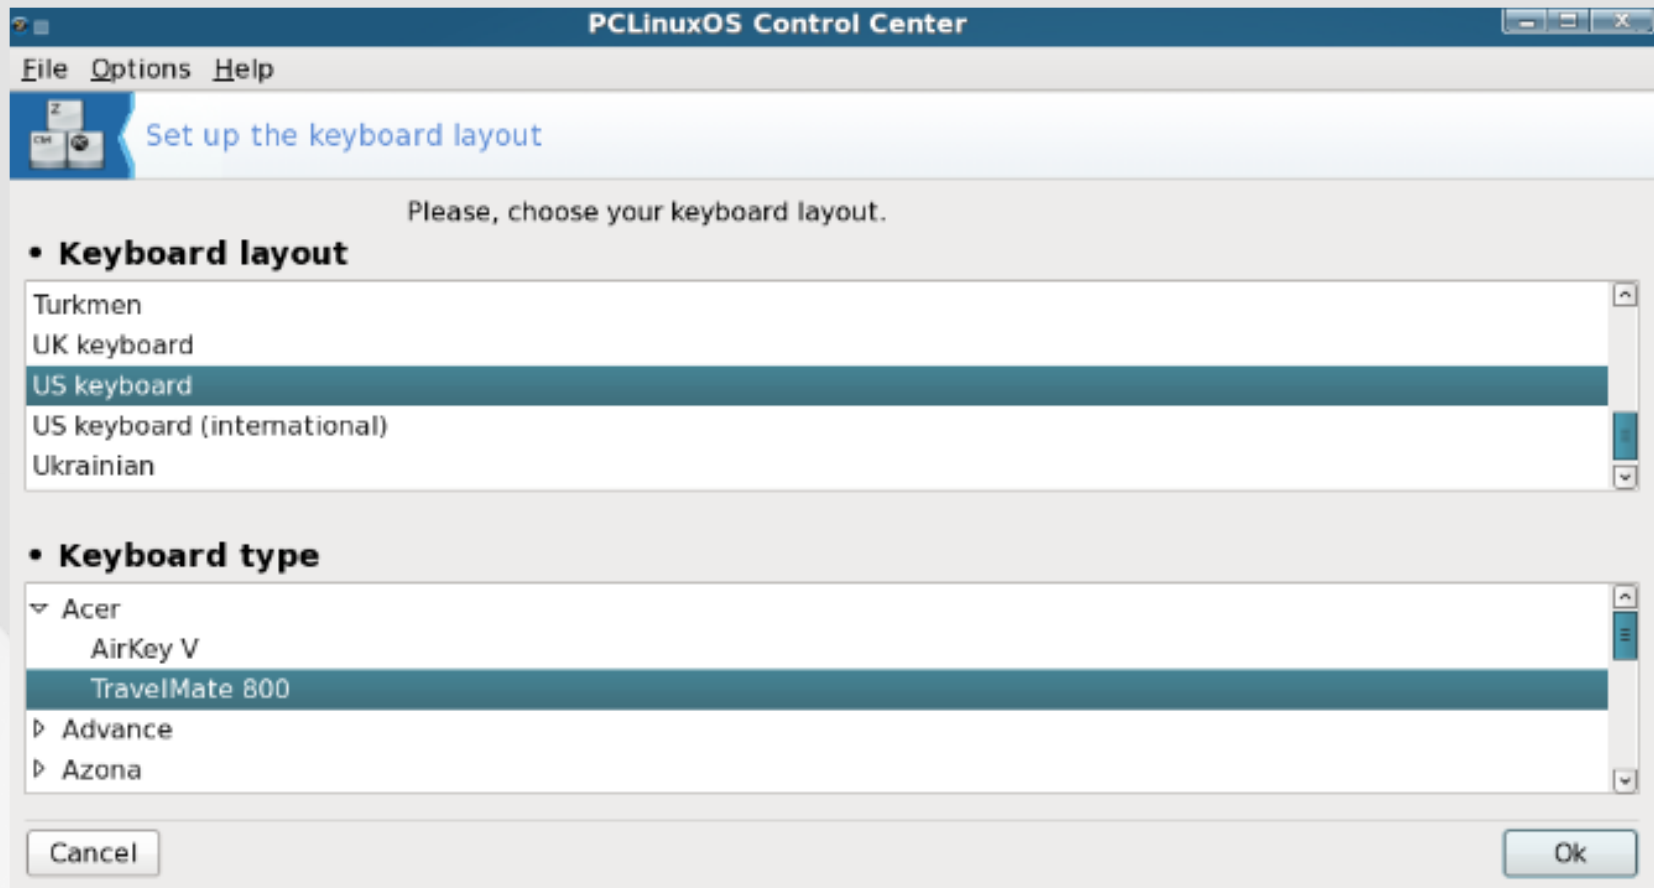 PCLinuxOS Control Center
File Options Help
Z
Ctrl
Set up the keyboard layout
Please, choose your keyboard layout.
• Keyboard layout
Turkmen
UK keyboard
US keyboard
US keyboard (international)
Ukrainian
• Keyboard type
Acer
AirKey V
TravelMate 800
Advance
Azona
Cancel
Ok